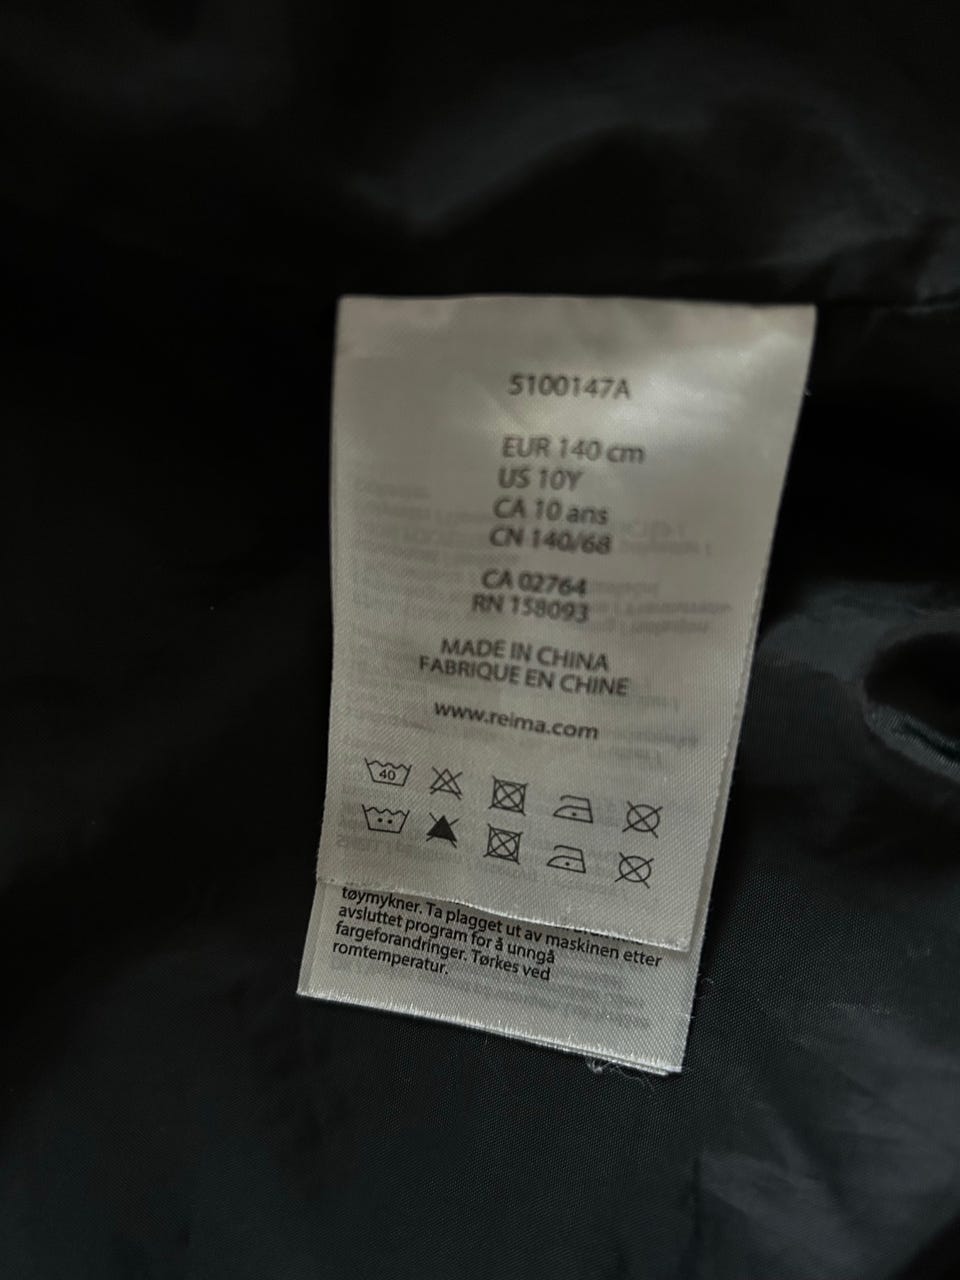 5100147A
EUR 140 cm
US 10Y
CA 10 ans
CN 140/68
CA 02764
RN 158093
MADE IN CHINA
FABRIQUE EN CHINE
www.reima.com
40
tøymykner. Ta plagget ut av maskinen etter
avsluttet program for å unngå
fargeforandringer. Tørkes ved
romtemperatur.